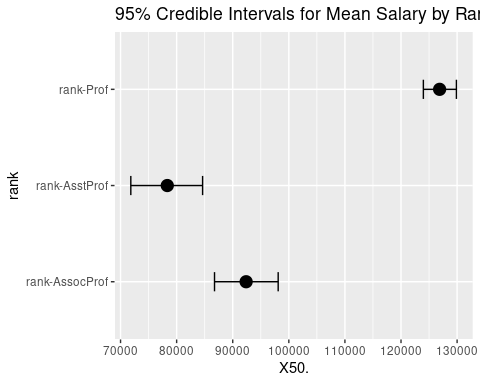 95% Credible Intervals for Mean Salary by Ra
rank-Prof
rank-AsstProf
rank-AssocProf
rank
70000 80000 90000 100000 110000 120000 130000
X50.